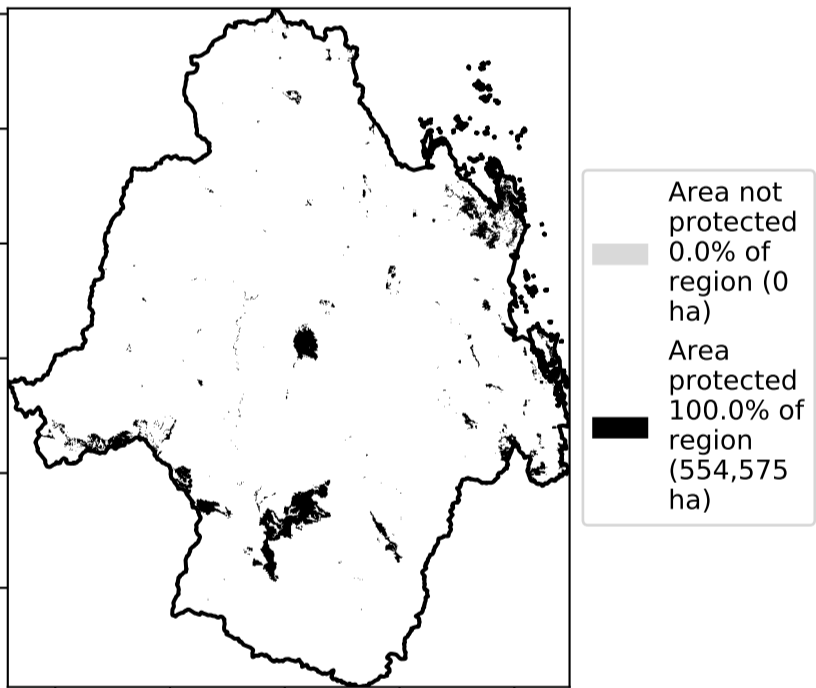 Area not
protected
0.0% of
region (0
ha)
Area
protected
100.0% of
region
(554,575
ha)